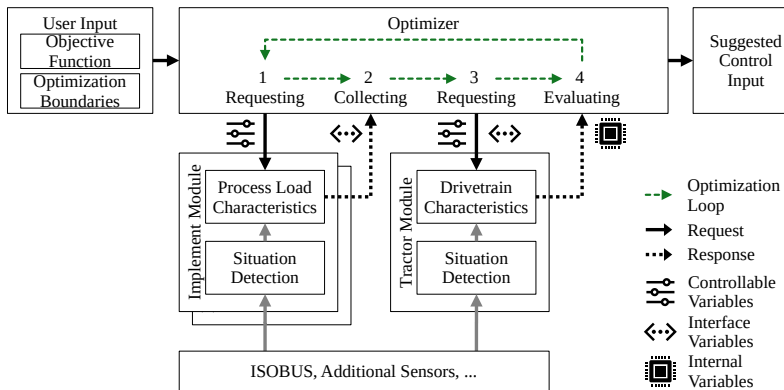 User Input
Objective
Function
Optimization
Boundaries
Optimizer
1
2
3
4
Requesting
Collecting
Requesting
Evaluating
Suggested
Control
Input
Implement Module
Process Load
Characteristics
Situation
Detection
Tractor Module
Drivetrain
Characteristics
Situation
Detection
ISOBUS, Additional Sensors, ...
Optimization
Loop
Request
Response
Controllable
Variables
Interface
Variables
Internal
Variables